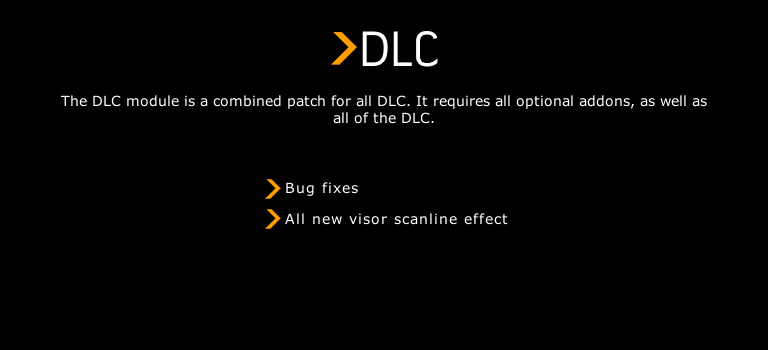 DLC
The DLC module is a combined patch for all DLC. It requires all optional addons, as well as
all of the DLC.
Bug fixes
All new visor scanline effect